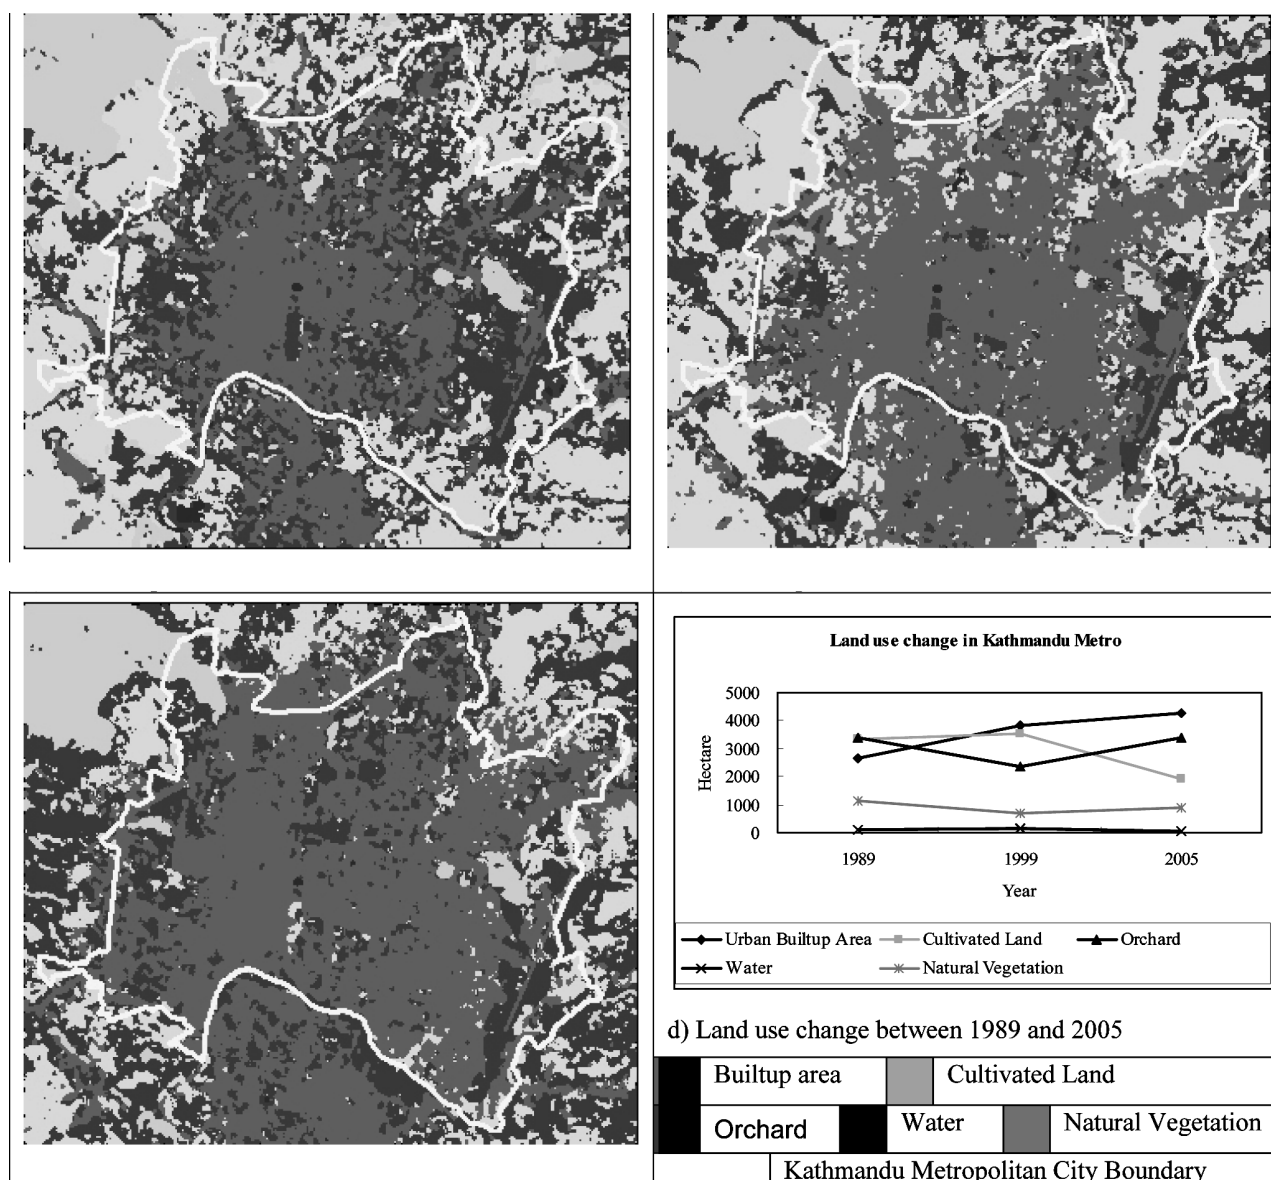 Land use change in Kathmandu Metro
5000
4000
3000
2000
1000
0
Hectare
1989 1999 2005
Year
Urban Builtup Area Cultivated Land Orchard
Water Natural Vegetation
d) Land use change between 1989 and 2005
Builtup area Cultivated Land
Orchard Water Natural Vegetation
Kathmandu Metropolitan City Boundary